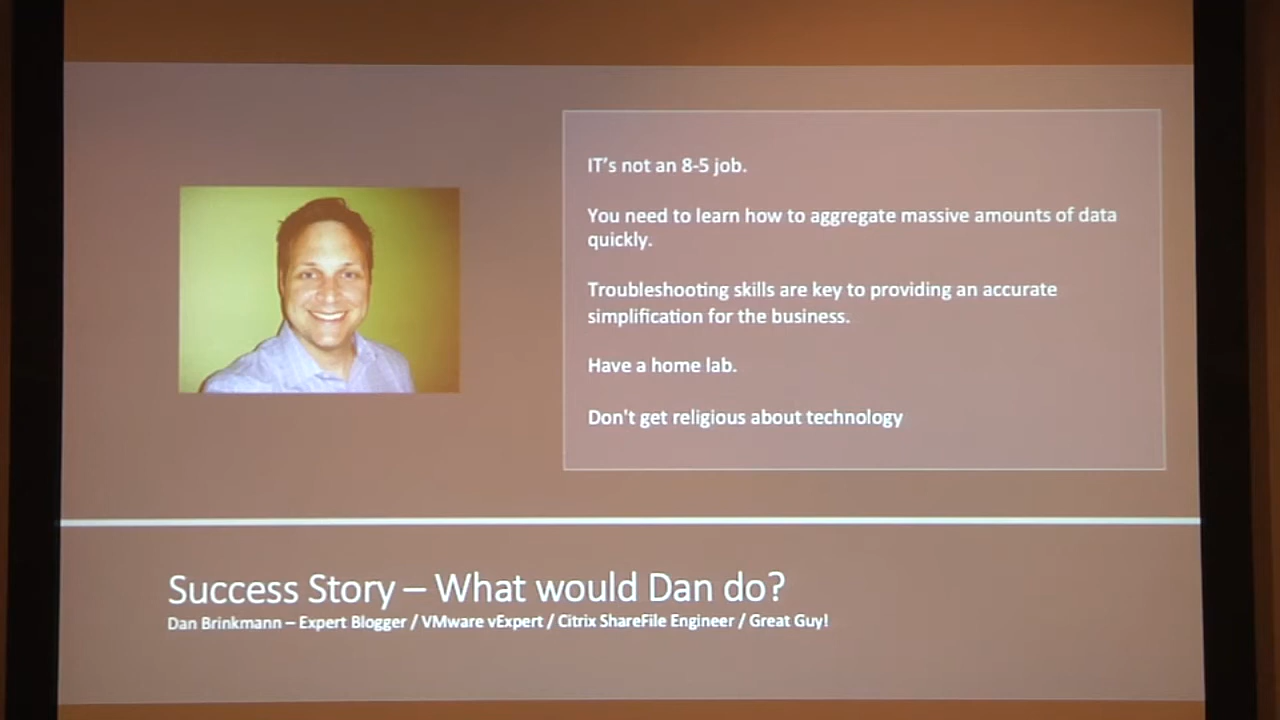 IT's not an 8-5 job.
You need to learn how to aggregate massive amounts of data
quickly.
Troubleshooting skills are key to providing an accurate
simplification for the business.
Have a home lab.
Don't get religious about technology
Success Story – What would Dan do?
Dan Brinkmann – Expert Blogger / VMware vExpert / Citrix ShareFile Engineer / Great Guy!